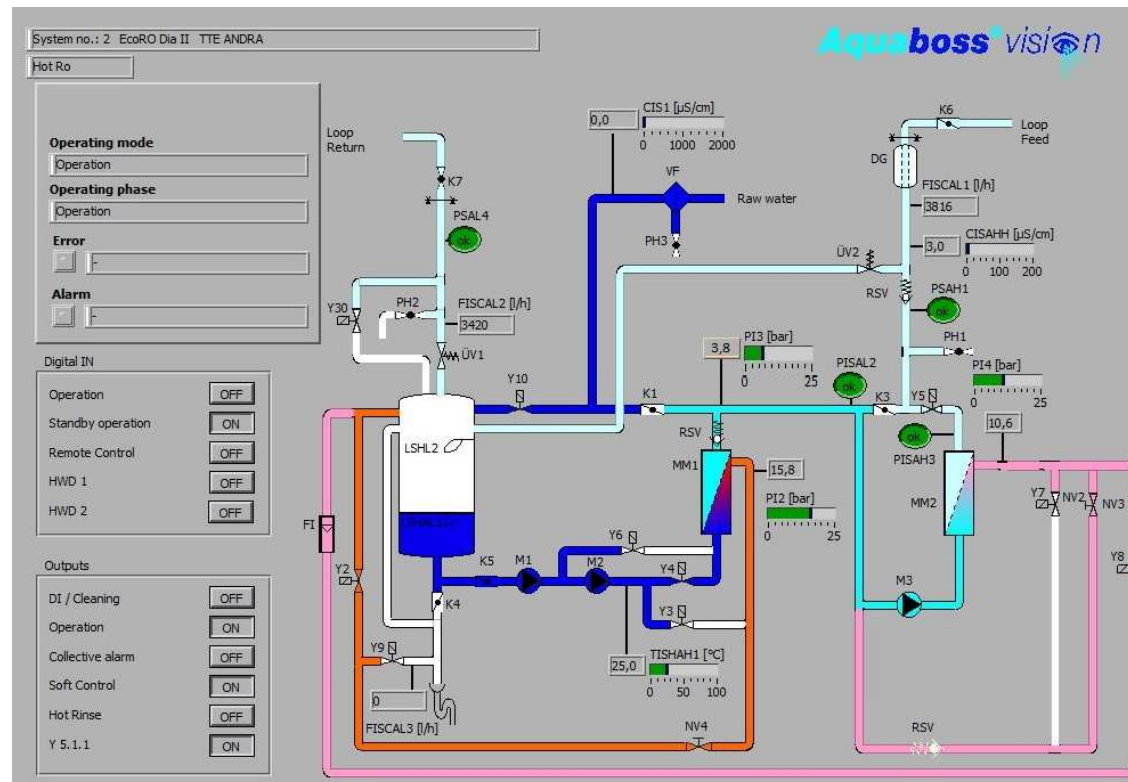 System no.: 2 EcoRO Dia II TTE ANDRA
Aquaboss® vision
Hot Ro
Operating mode
Operation
Operating phase
Operation
Error
-
Alarm
-
Digital IN
Operation OFF
Standby operation ON
Remote Control OFF
HWD 1 OFF
HWD 2 OFF
Outputs
DI / Cleaning OFF
Operation ON
Collective alarm OFF
Soft Control ON
Hot Rinse OFF
Y 5.1.1 ON
Loop
Return
K7
PSAL4
ok
Y30
PH2
FISCAL2 [l/h]
3420
ÜV1
CIS1 [µS/cm]
0,0
0 1000 2000
VF
Raw water
PH3
K6
Loop
Feed
DG
FISCAL1 [l/h]
3816
CISAHH [µS/cm]
3,0
0 100 200
ÜV2
RSV
PSAH1
ok
PH1
PI3 [bar]
3,8
0 25
PISAL2
ok
PI4 [bar]
0 25
10,6
Y10
K1
K3
Y5
RSV
ok
PISAH3
LSHL2
MM1
15,8
PI2 [bar]
0 25
MM2
Y7
NV2
NV3
Y8
FI
Y2
K5
M1
Y6
M2
Y4
Y3
M3
K4
Y9
25,0
TISHAH1 [°C]
0 50 100
0
FISCAL3 [l/h]
NV4
RSV